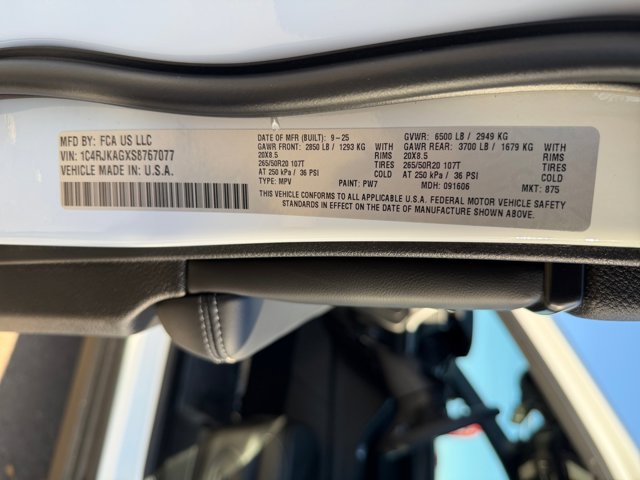 MFD BY: FCA US LLC
VIN: 1C4RJKAGXS8767077
VEHICLE MADE IN: U.S.A.
DATE OF MFR (BUILT): 9-25
GAWR FRONT: 2850 LB / 1293 KG WITH
20X8.5 RIMS
265/50R20 107T TIRES
AT 250 kPa / 36 PSI COLD
TYPE: MPV PAINT: PW7
GVWR: 6500 LB / 2949 KG
GAWR REAR: 3700 LB / 1679 KG WITH
20X8.5 RIMS
265/50R20 107T TIRES
AT 250 kPa / 36 PSI COLD
MDH: 091606 MKT: 875
THIS VEHICLE CONFORMS TO ALL APPLICABLE U.S.A. FEDERAL MOTOR VEHICLE SAFETY
STANDARDS IN EFFECT ON THE DATE OF MANUFACTURE SHOWN ABOVE.